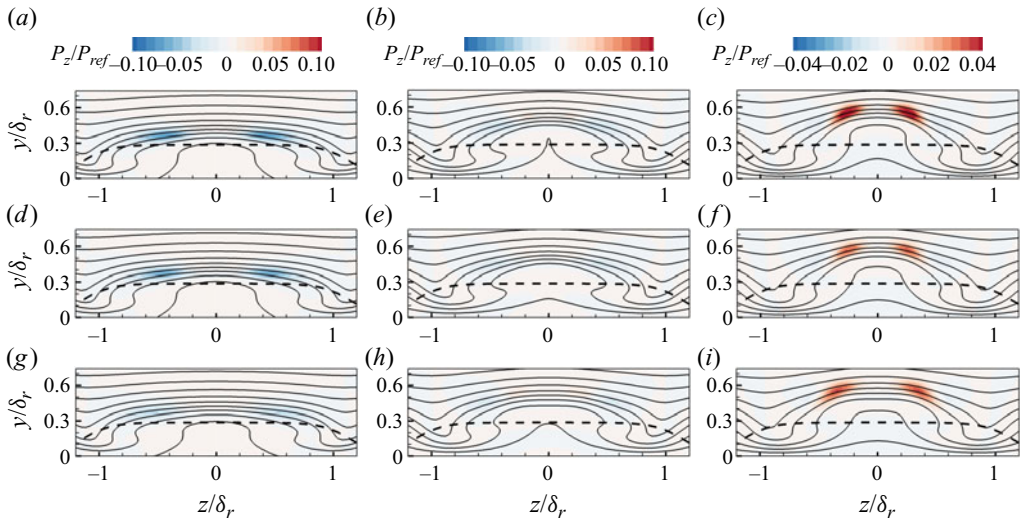 (a) (b) (c)
P_z/P_ref −0.10 −0.05 0 0.05 0.10 P_z/P_ref −0.10 −0.05 0 0.05 0.10 P_z/P_ref −0.04 −0.02 0 0.02 0.04
y/δ_r 0.6 0.3 0
−1 0 1 −1 0 1 −1 0 1
(d) (e) (f)
y/δ_r 0.6 0.3 0
−1 0 1 −1 0 1 −1 0 1
(g) (h) (i)
y/δ_r 0.6 0.3 0
−1 0 1 −1 0 1 −1 0 1
z/δ_r z/δ_r z/δ_r